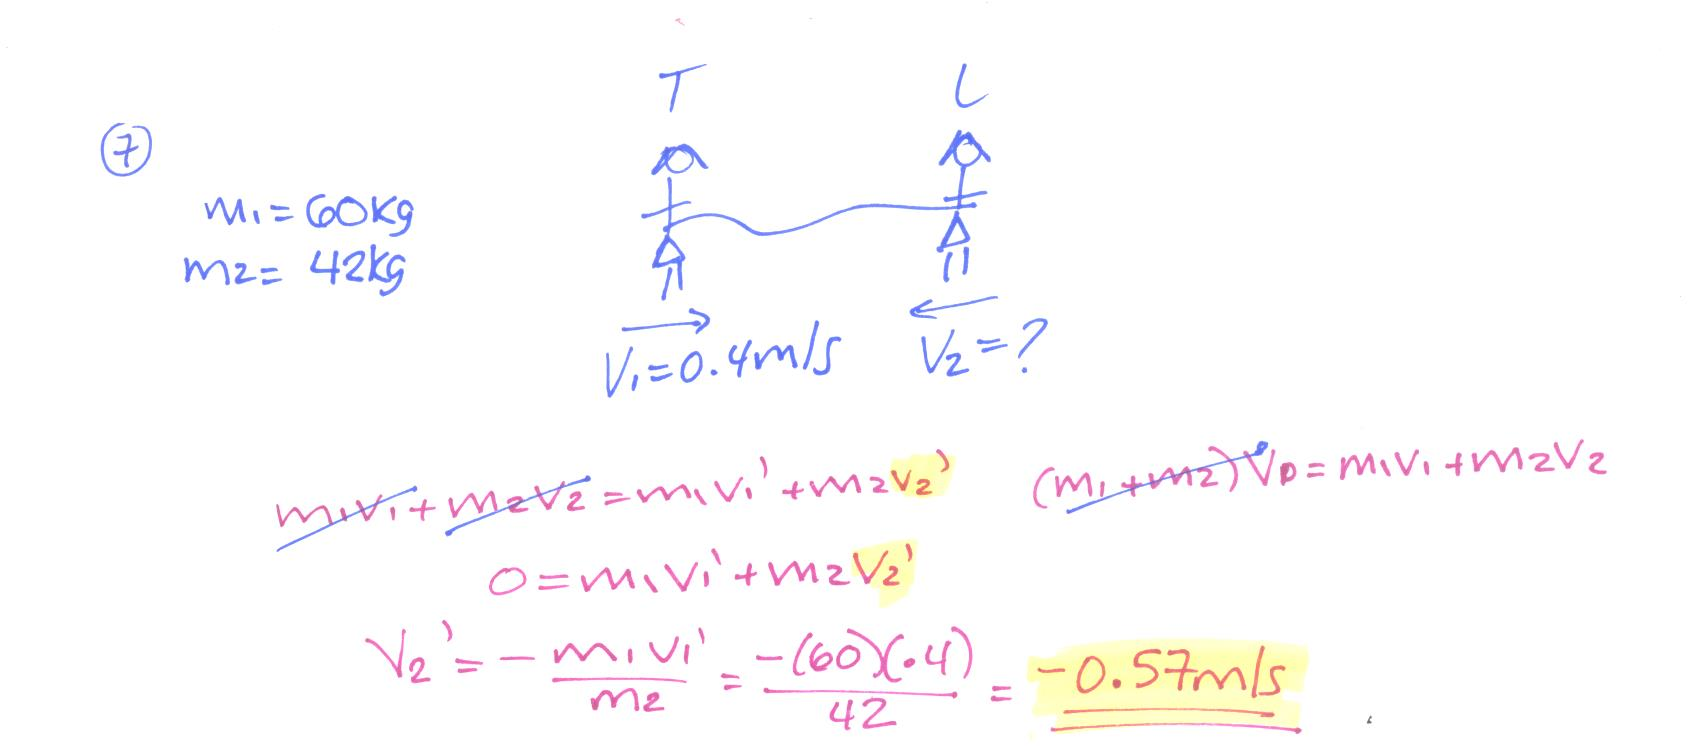 T L
⑦
m₁ = 60kg
m₂ = 42kg
V₁ = 0.4m/s V₂ = ?
m₁v₁ + m₂v₂ = m₁v₁' + m₂v₂' (m₁ + m₂) V₀ = m₁v₁ + m₂v₂
0 = m₁v₁' + m₂v₂'
V₂' = - m₁v₁' / m₂ = -(60)(.4) / 42 = -0.57m/s